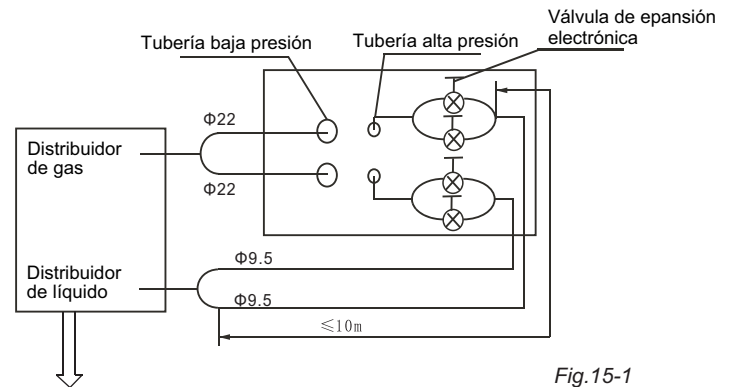 Válvula de epansión
electrónica
Tubería baja presión
Tubería alta presión
Φ22
Distribuidor
de gas
Φ22
Φ9.5
Distribuidor
de líquido
Φ9.5
≤10m
Fig.15-1